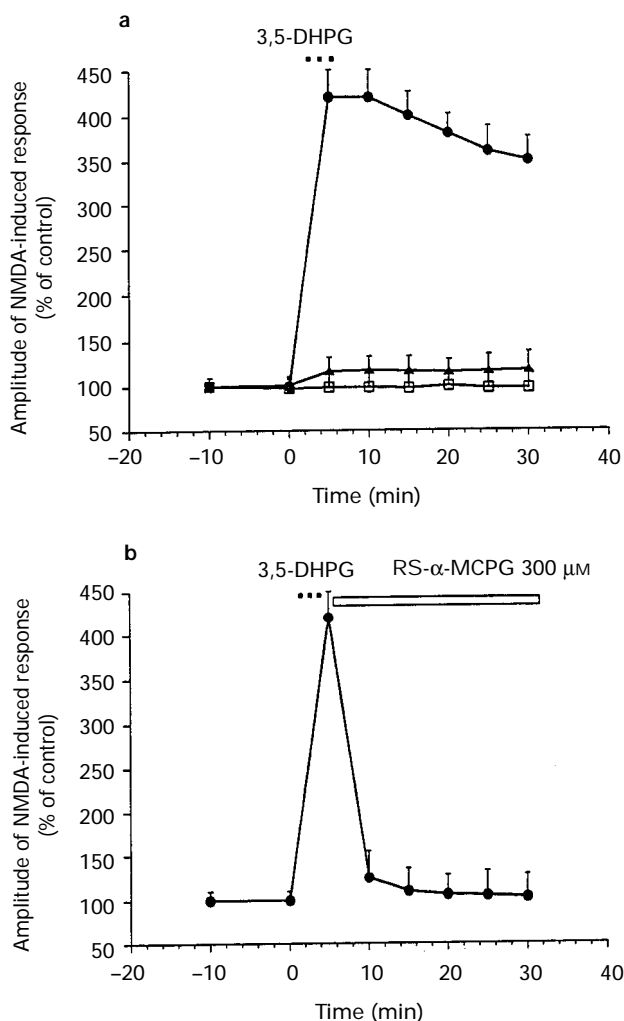 a
3,5-DHPG
Amplitude of NMDA-induced response
(% of control)
450
400
350
300
250
200
150
100
50
−20
−10
0
10
20
30
40
Time (min)
b
3,5-DHPG
RS-α-MCPG 300 μM
Amplitude of NMDA-induced response
(% of control)
450
400
350
300
250
200
150
100
50
−20
−10
0
10
20
30
40
Time (min)